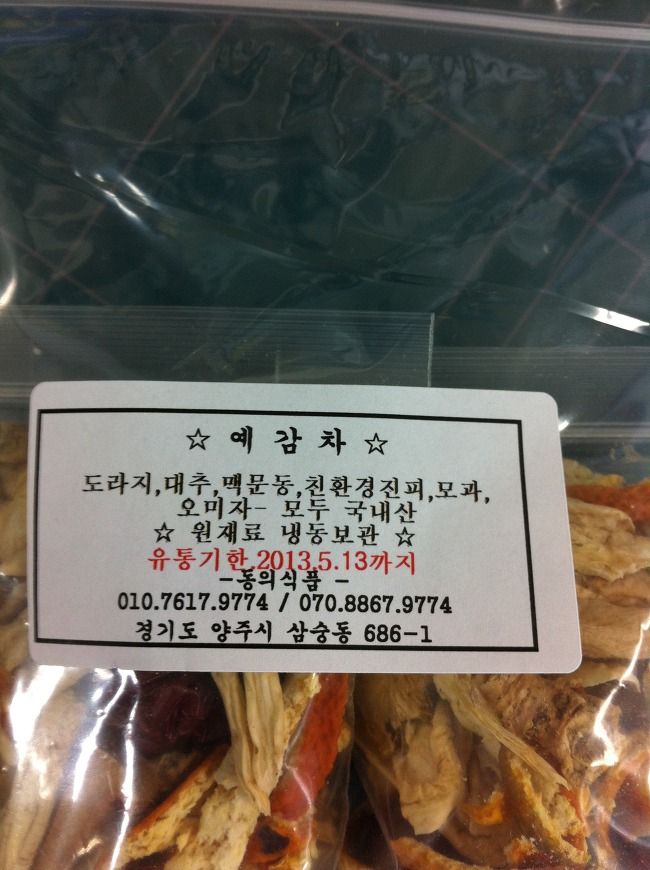 ☆ 예 감 차 ☆
도라지,대추,맥문동,친환경진피,모과,
오미자- 모두 국내산
☆ 원재료 냉동보관 ☆
유통기한 2013.5.13까지
-동의식품 -
010.7617.9774 / 070.8867.9774
경기도 양주시 삼숭동 686-1